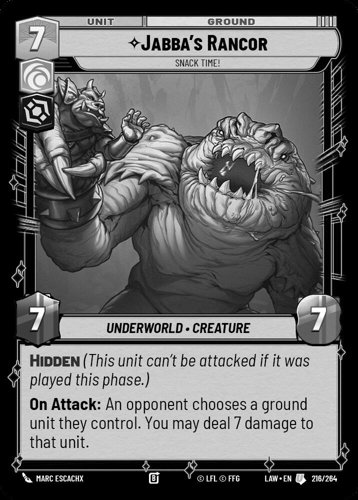 UNIT
GROUND
7
✧JABBA'S RANCOR
SNACK TIME!
7
7
UNDERWORLD • CREATURE
HIDDEN (This unit can't be attacked if it was
played this phase.)
On Attack: An opponent chooses a ground
unit they control. You may deal 7 damage to
that unit.
MARC ESCACHX
© LFL © FFG
LAW • EN
216/264